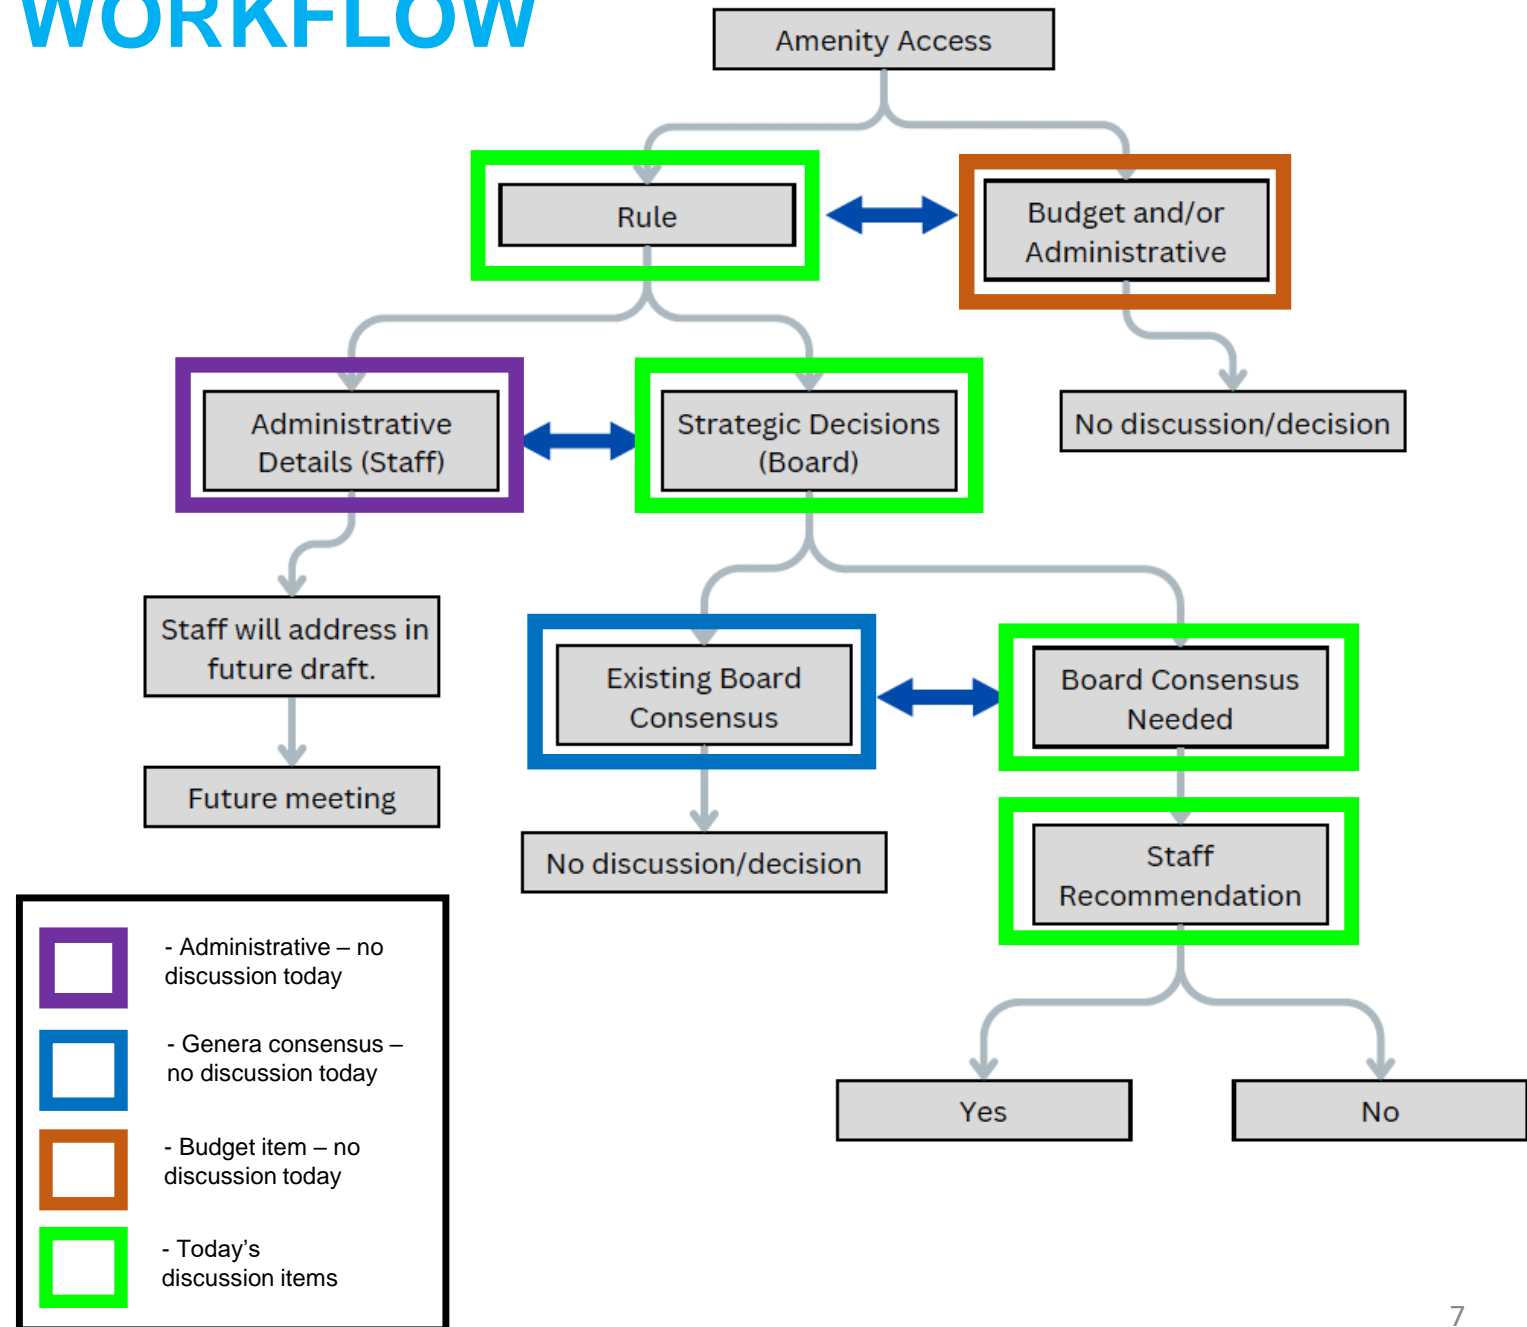 WORKFLOW
Amenity Access
Rule
Budget and/or
Administrative
Administrative
Details (Staff)
Strategic Decisions
(Board)
No discussion/decision
Staff will address in
future draft.
Existing Board
Consensus
Board Consensus
Needed
Future meeting
No discussion/decision
Staff
Recommendation
Yes
No
- Administrative – no
discussion today
- Genera consensus –
no discussion today
- Budget item – no
discussion today
- Today’s
discussion items
7